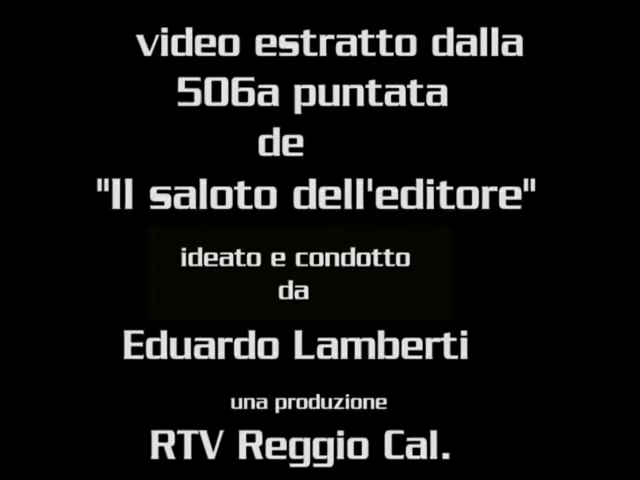 video estratto dalla
506a puntata
de
"Il saloto dell'editore"
ideato e condotto
da
Eduardo Lamberti
una produzione
RTV Reggio Cal.